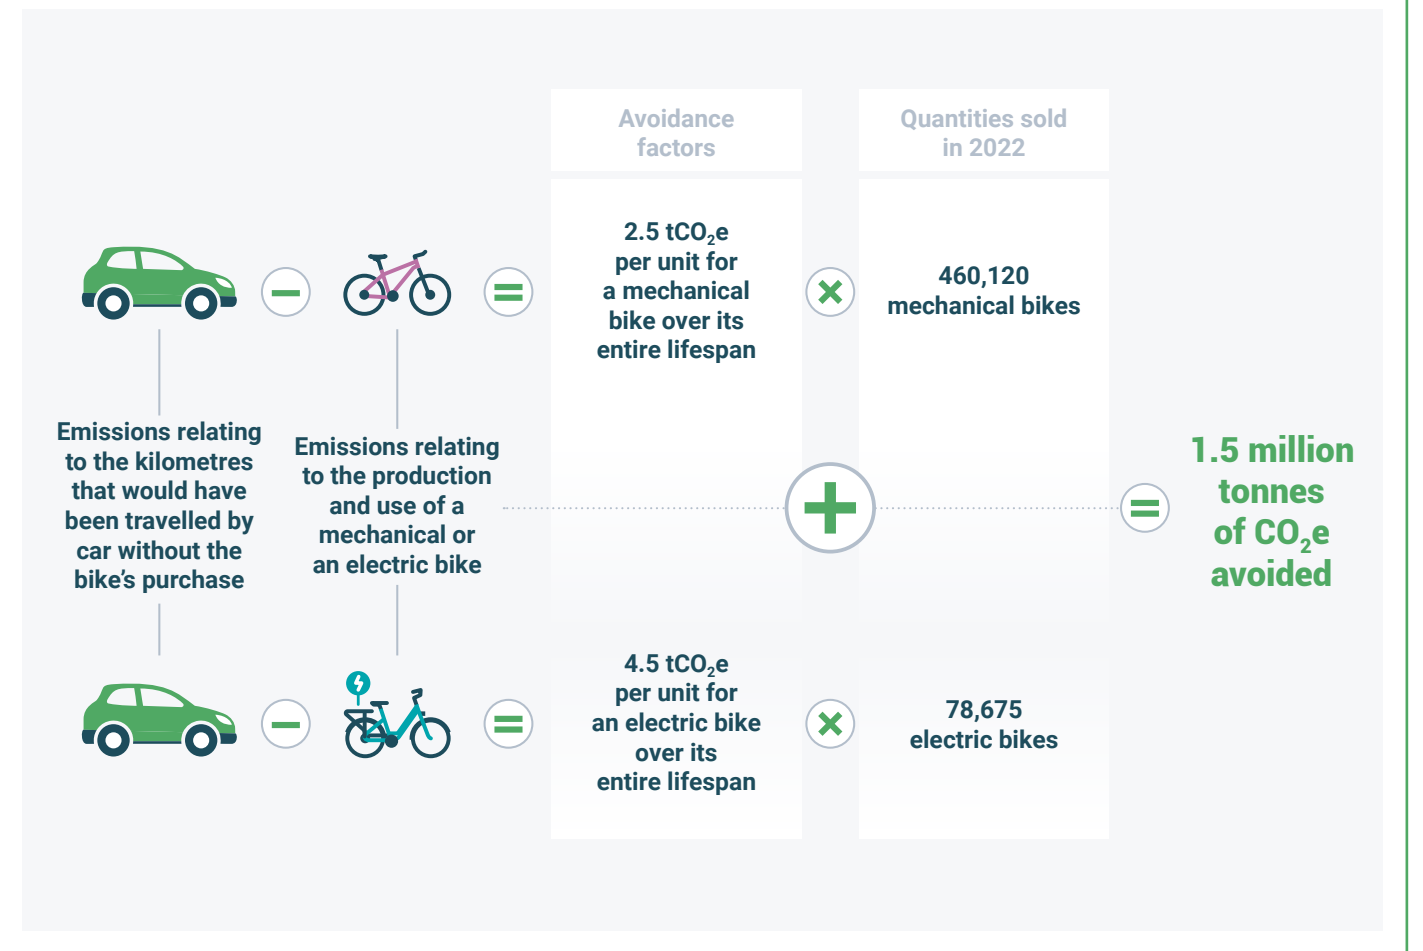 Avoidance
factors
Quantities sold
in 2022
2.5 tCO₂e
per unit for
a mechanical
bike over its
entire lifespan
460,120
mechanical bikes
Emissions relating
to the kilometres
that would have
been travelled by
car without the
bike’s purchase
Emissions relating
to the production
and use of a
mechanical or
an electric bike
1.5 million
tonnes
of CO₂e
avoided
4.5 tCO₂e
per unit for
an electric bike
over its
entire lifespan
78,675
electric bikes